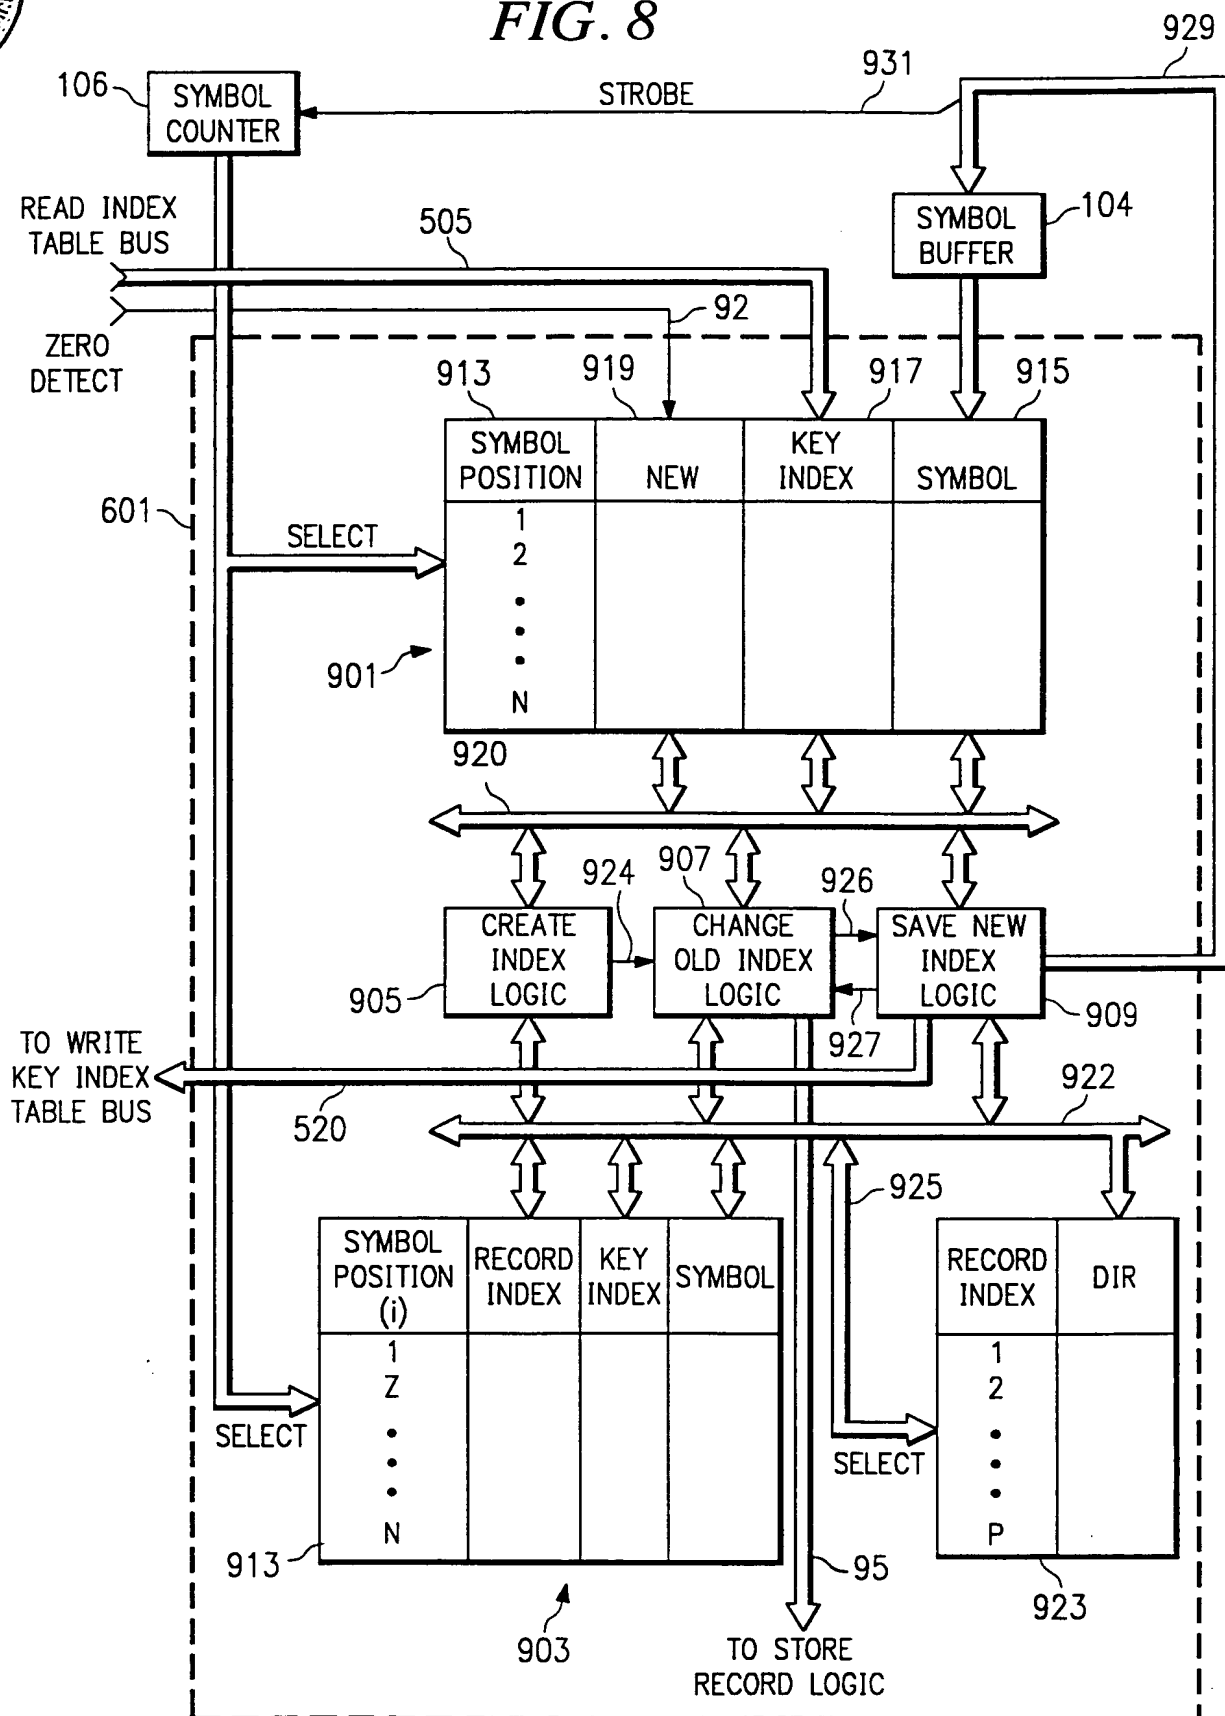 FIG. 8
929
931
106
SYMBOL
COUNTER
STROBE
READ INDEX
TABLE BUS
505
SYMBOL
BUFFER
104
92
ZERO
DETECT
913
919
917
915
SYMBOL
POSITION
NEW
KEY
INDEX
SYMBOL
601
SELECT
1
2
N
901
920
924
907
926
CREATE
INDEX
LOGIC
CHANGE
OLD INDEX
LOGIC
SAVE NEW
INDEX
LOGIC
905
927
909
TO WRITE
KEY INDEX
TABLE BUS
520
922
925
SYMBOL
POSITION
(i)
RECORD
INDEX
KEY
INDEX
SYMBOL
RECORD
INDEX
DIR
1
Z
N
SELECT
1
2
P
SELECT
913
95
923
903
TO STORE
RECORD LOGIC